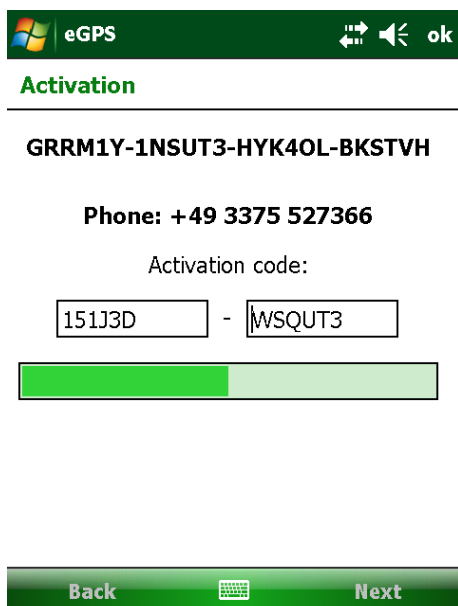 eGPS ok
Activation
GRRM1Y-1NSUT3-HYK4OL-BKSTVH
Phone: +49 3375 527366
Activation code:
151J3D - WSQUT3
Back Next